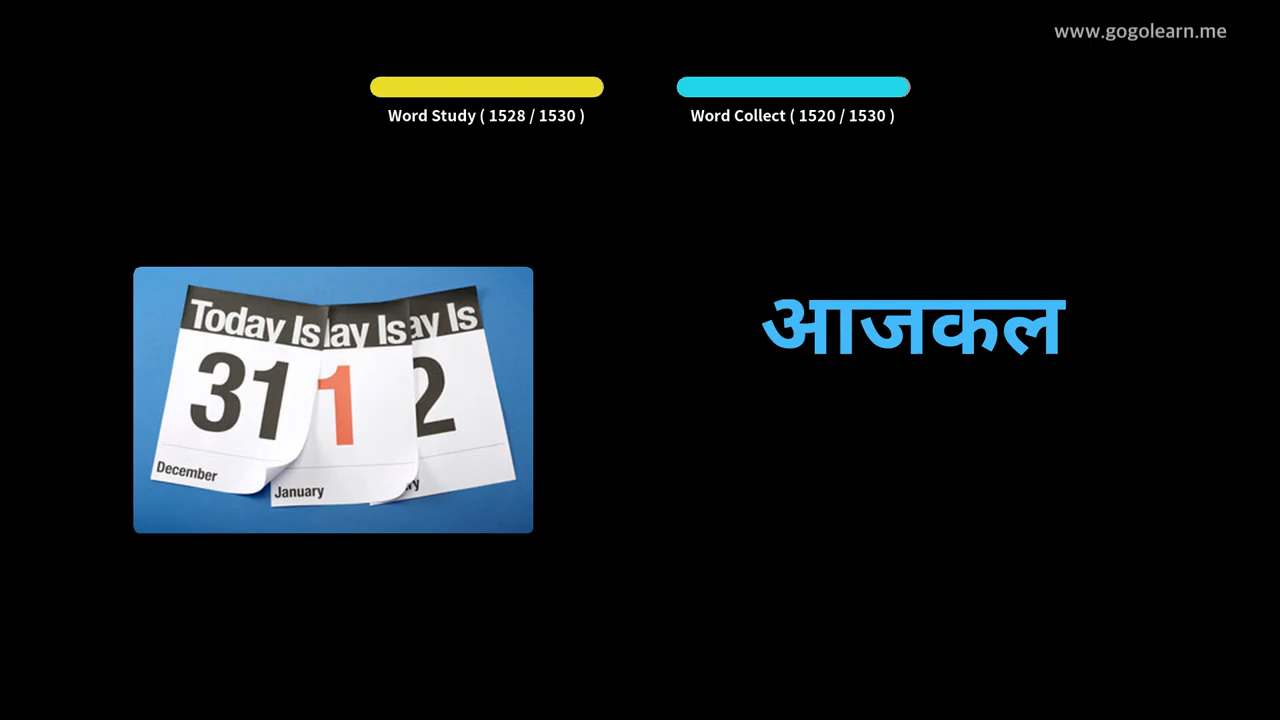 www.gogolearn.me
Word Study ( 1528 / 1530 )
Word Collect ( 1520 / 1530 )
Today Is
ay Is
ay Is
31
1
2
December
January
ry
आजकल